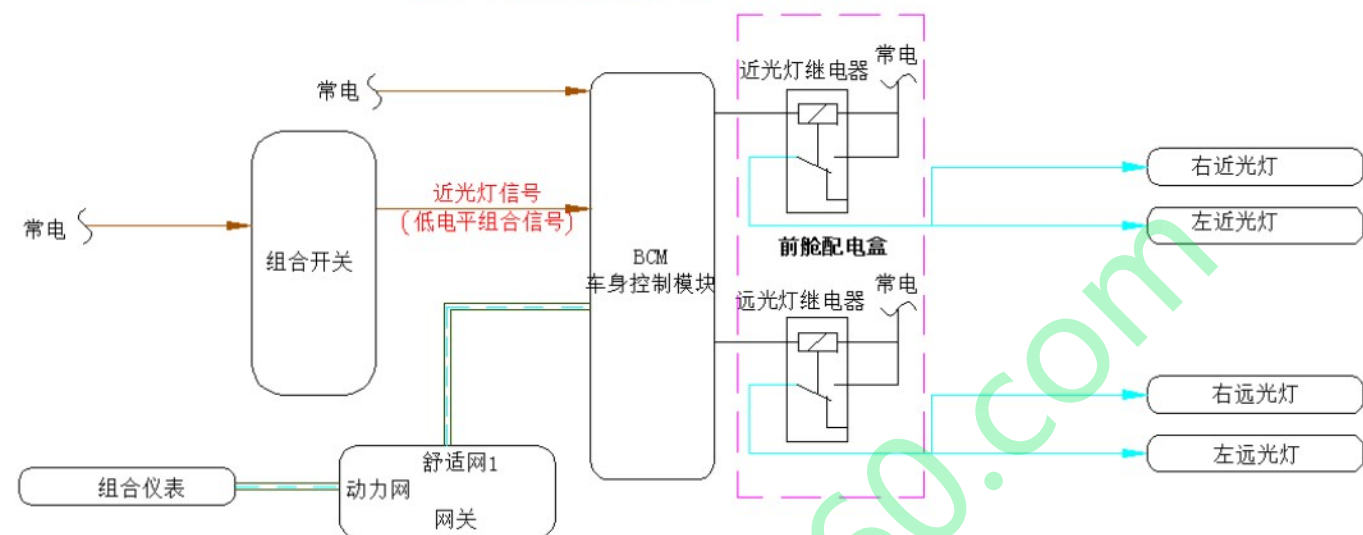 常电
近光灯继电器
常电
近光灯信号
(低电平组合信号)
右近光灯
左近光灯
常电
组合开关
BCM
车身控制模块
前舱配电盒
常电
远光灯继电器
右远光灯
左远光灯
舒适网1
动力网
网关
组合仪表
60.com